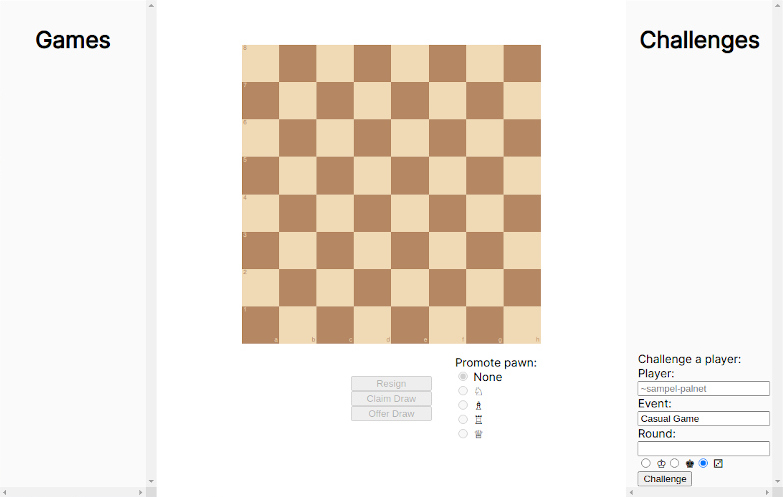 Games
Challenges
8
7
6
5
4
3
2
1
a b c d e f g h
Promote pawn:
None
♘
♗
♖
♕
Resign
Claim Draw
Offer Draw
Challenge a player:
Player:
~sampel-palnet
Event:
Casual Game
Round:
♔ ♚ ⚂
Challenge